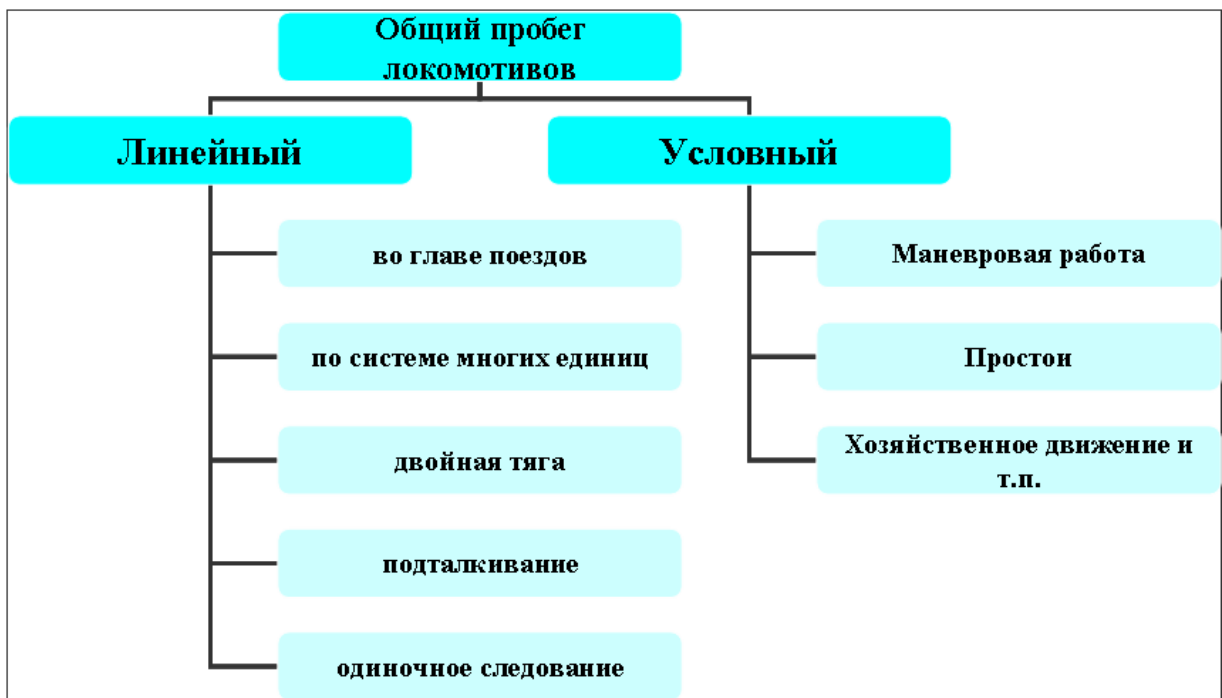 Общий пробег
локомотивов
Линейный
Условный
во главе поездов
по системе многих единиц
двойная тяга
подталкивание
одиночное следование
Маневровая работа
Простои
Хозяйственное движение и
т.п.